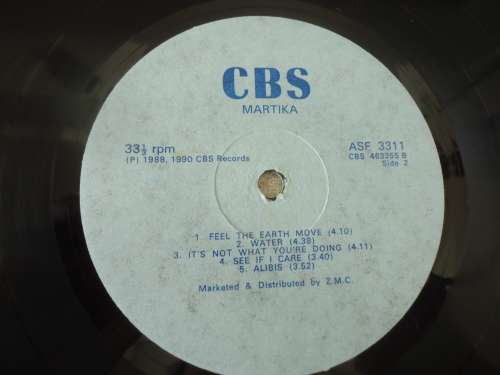 CBS
MARTIKA
33⅓ rpm
(P) 1988, 1990 CBS Records
ASF 3311
CBS 463355 B
Side 2
1. FEEL THE EARTH MOVE (4.10)
2. WATER (4.38)
3. IT'S NOT WHAT YOU'RE DOING (4.11)
4. SEE IF I CARE (3.40)
5. ALIBIS (3.52)
Marketed & Distributed by Z.M.C.